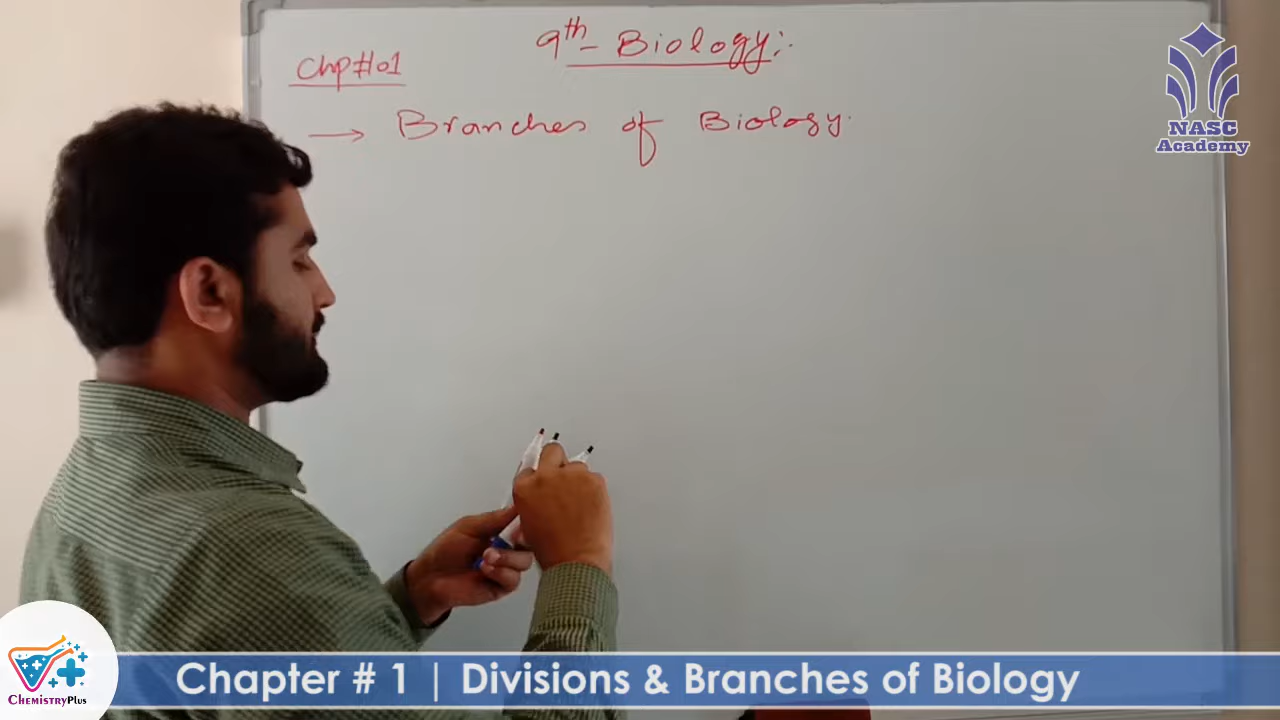 9th - Biology:
Chp#01
→ Branches of Biology.
NASC
Academy
Chapter # 1 | Divisions & Branches of Biology
ChemistryPlus